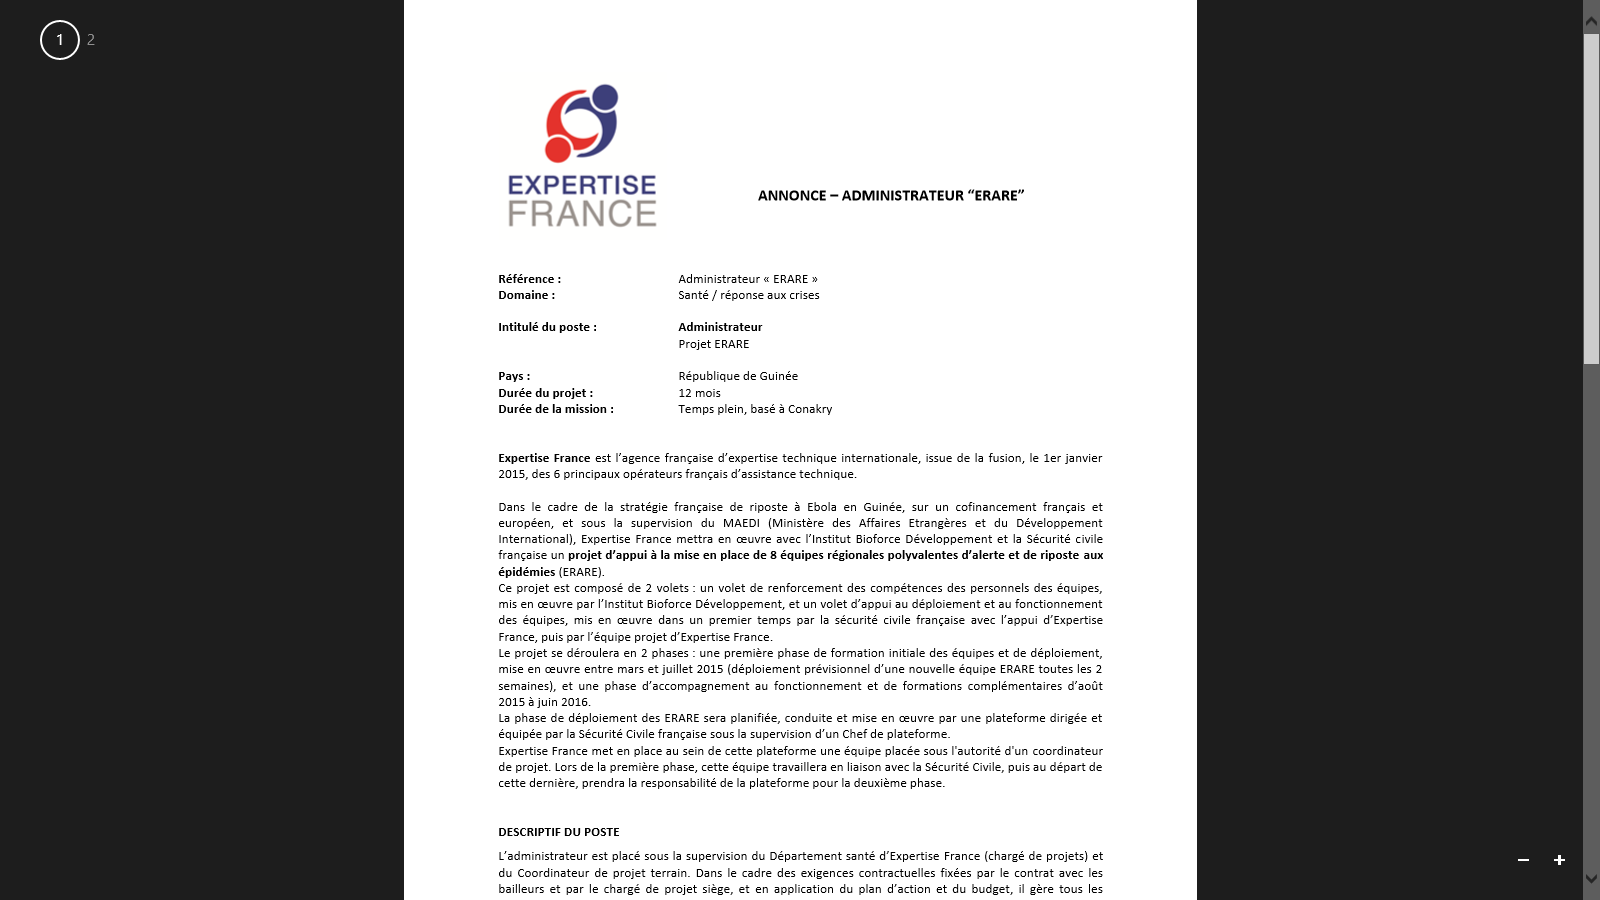 1 2
EXPERTISE
FRANCE
ANNONCE – ADMINISTRATEUR “ERARE”
Référence : Administrateur « ERARE »
Domaine : Santé / réponse aux crises
Intitulé du poste : Administrateur
Projet ERARE
Pays : République de Guinée
Durée du projet : 12 mois
Durée de la mission : Temps plein, basé à Conakry
Expertise France est l’agence française d’expertise technique internationale, issue de la fusion, le 1er janvier
2015, des 6 principaux opérateurs français d’assistance technique.
Dans le cadre de la stratégie française de riposte à Ebola en Guinée, sur un cofinancement français et
européen, et sous la supervision du MAEDI (Ministère des Affaires Etrangères et du Développement
International), Expertise France mettra en œuvre avec l’Institut Bioforce Développement et la Sécurité civile
française un projet d’appui à la mise en place de 8 équipes régionales polyvalentes d’alerte et de riposte aux
épidémies (ERARE).
Ce projet est composé de 2 volets : un volet de renforcement des compétences des personnels des équipes,
mis en œuvre par l’Institut Bioforce Développement, et un volet d’appui au déploiement et au fonctionnement
des équipes, mis en œuvre dans un premier temps par la sécurité civile française avec l’appui d’Expertise
France, puis par l’équipe projet d’Expertise France.
Le projet se déroulera en 2 phases : une première phase de formation initiale des équipes et de déploiement,
mise en œuvre entre mars et juillet 2015 (déploiement prévisionnel d’une nouvelle équipe ERARE toutes les 2
semaines), et une phase d’accompagnement au fonctionnement et de formations complémentaires d’août
2015 à juin 2016.
La phase de déploiement des ERARE sera planifiée, conduite et mise en œuvre par une plateforme dirigée et
équipée par la Sécurité Civile française sous la supervision d’un Chef de plateforme.
Expertise France met en place au sein de cette plateforme une équipe placée sous l'autorité d'un coordinateur
de projet. Lors de la première phase, cette équipe travaillera en liaison avec la Sécurité Civile, puis au départ de
cette dernière, prendra la responsabilité de la plateforme pour la deuxième phase.
DESCRIPTIF DU POSTE
L’administrateur est placé sous la supervision du Département santé d’Expertise France (chargé de projets) et
du Coordinateur de projet terrain. Dans le cadre des exigences contractuelles fixées par le contrat avec les
bailleurs et par le chargé de projet siège, et en application du plan d’action et du budget, il gère tous les